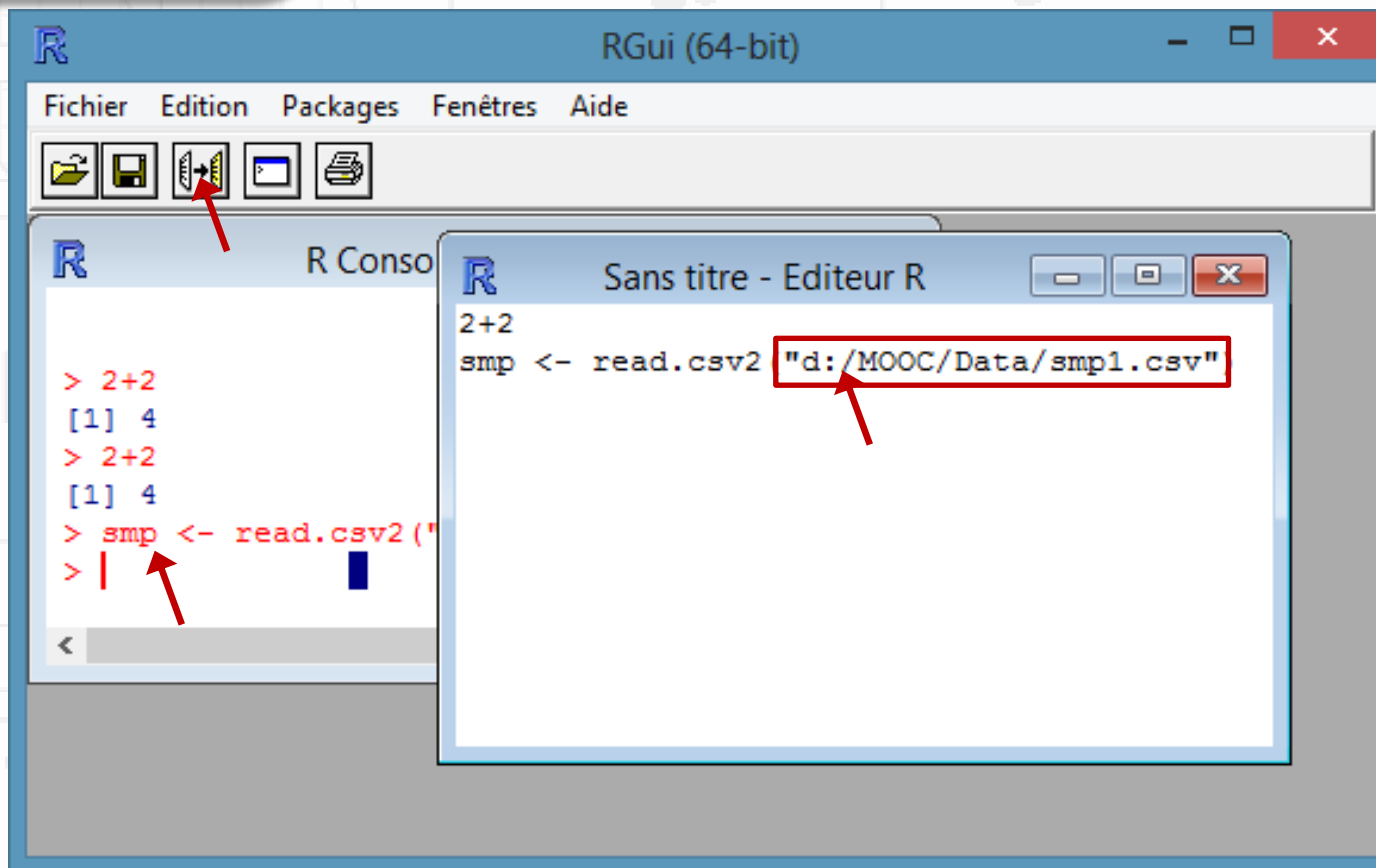 RGui (64-bit)
Fichier Edition Packages Fenêtres Aide
R Conso
> 2+2
[1] 4
> 2+2
[1] 4
> smp <- read.csv2("
>
Sans titre - Editeur R
2+2
smp <- read.csv2("d:/MOOC/Data/smp1.csv")